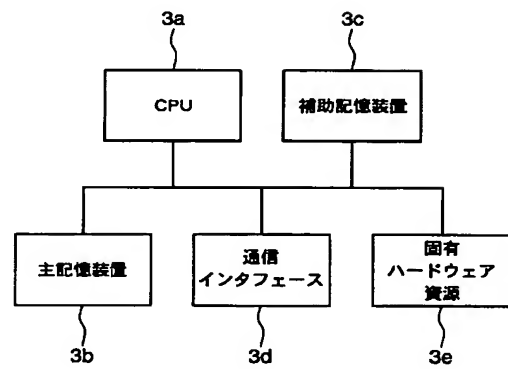 3a
3c
CPU
補助記憶装置
主記憶装置
通信
インタフェース
固有
ハードウェア
資源
3b
3d
3e